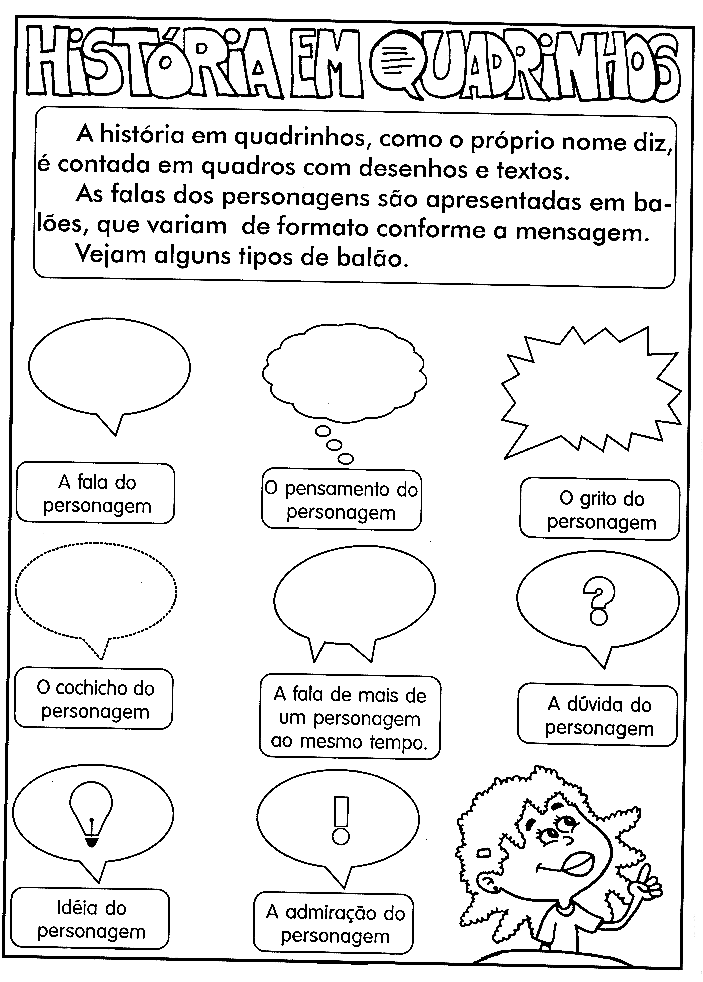 HISTÓRIA EM QUADRINHOS
A história em quadrinhos, como o próprio nome diz,
é contada em quadros com desenhos e textos.
As falas dos personagens são apresentadas em ba-
lões, que variam de formato conforme a mensagem.
Vejam alguns tipos de balão.
A fala do
personagem
O pensamento do
personagem
O grito do
personagem
?
O cochicho do
personagem
A fala de mais de
um personagem
ao mesmo tempo.
A dúvida do
personagem
!
Idéia do
personagem
A admiração do
personagem